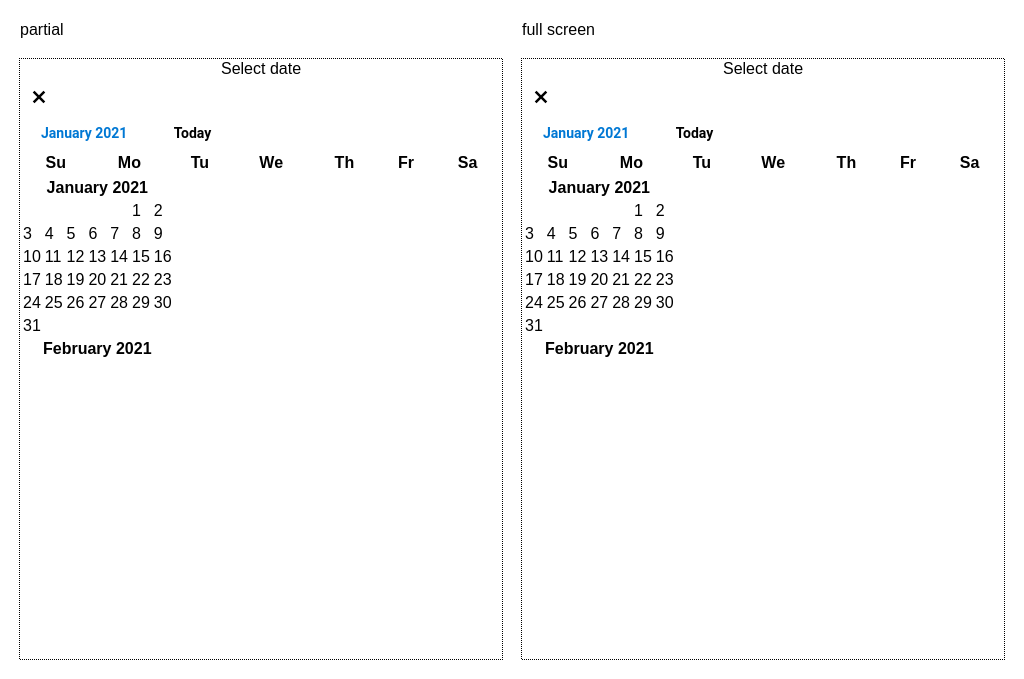 partial
Select date
✕
January 2021 Today
Su Mo Tu We Th Fr Sa
January 2021
1 2
3 4 5 6 7 8 9
10 11 12 13 14 15 16
17 18 19 20 21 22 23
24 25 26 27 28 29 30
31
February 2021
full screen
Select date
✕
January 2021 Today
Su Mo Tu We Th Fr Sa
January 2021
1 2
3 4 5 6 7 8 9
10 11 12 13 14 15 16
17 18 19 20 21 22 23
24 25 26 27 28 29 30
31
February 2021